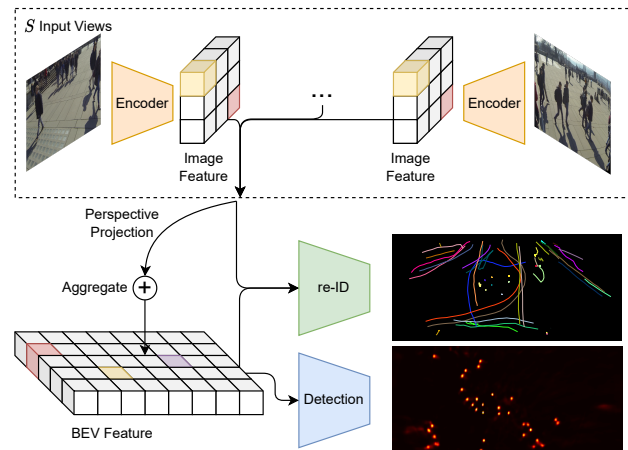 S Input Views
Encoder
Image
Feature
...
Image
Feature
Encoder
Perspective
Projection
Aggregate
+
re-ID
BEV Feature
Detection